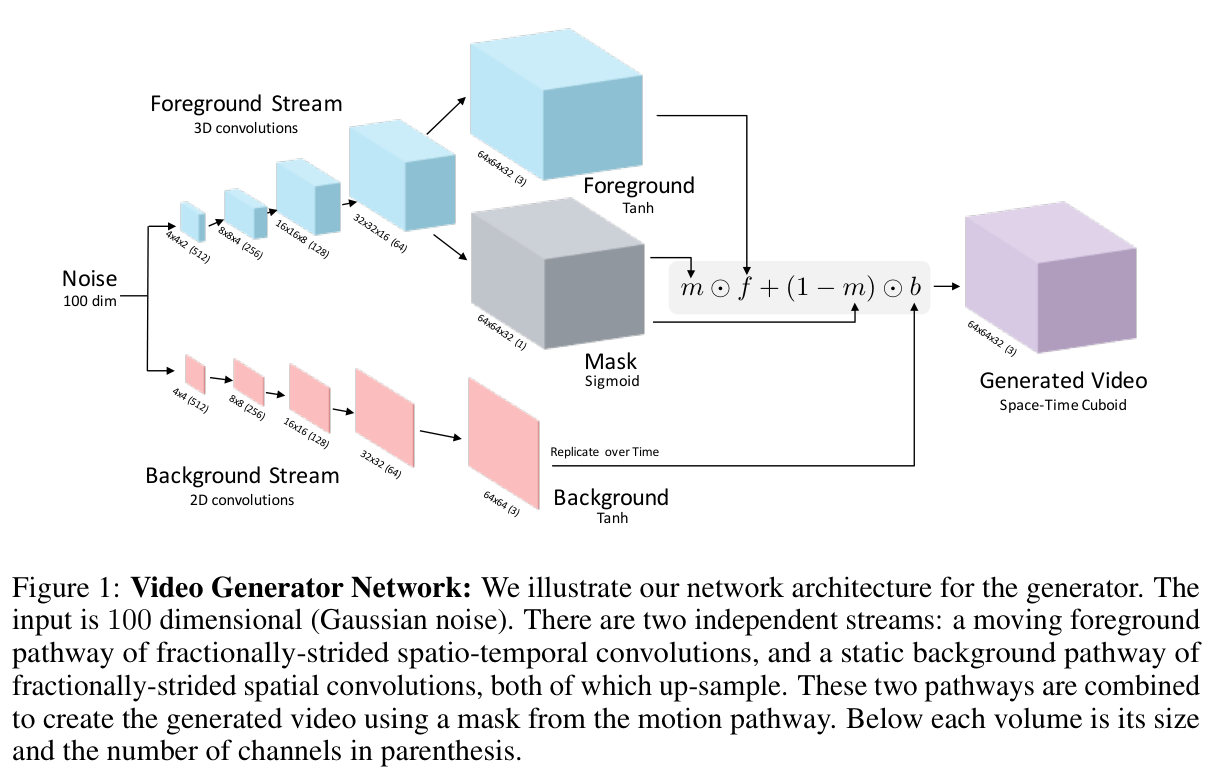 Foreground Stream
3D convolutions
4x4x2 (512)
8x8x4 (256)
16x16x8 (128)
32x32x16 (64)
64x64x32 (3)
Foreground
Tanh
Noise
100 dim
64x64x32 (1)
Mask
Sigmoid
m ⊙ f + (1 − m) ⊙ b
64x64x32 (3)
Generated Video
Space-Time Cuboid
4x4 (512)
8x8 (256)
16x16 (128)
32x32 (64)
64x64 (3)
Replicate over Time
Background Stream
2D convolutions
Background
Tanh
Figure 1: Video Generator Network: We illustrate our network architecture for the generator. The
input is 100 dimensional (Gaussian noise). There are two independent streams: a moving foreground
pathway of fractionally-strided spatio-temporal convolutions, and a static background pathway of
fractionally-strided spatial convolutions, both of which up-sample. These two pathways are combined
to create the generated video using a mask from the motion pathway. Below each volume is its size
and the number of channels in parenthesis.